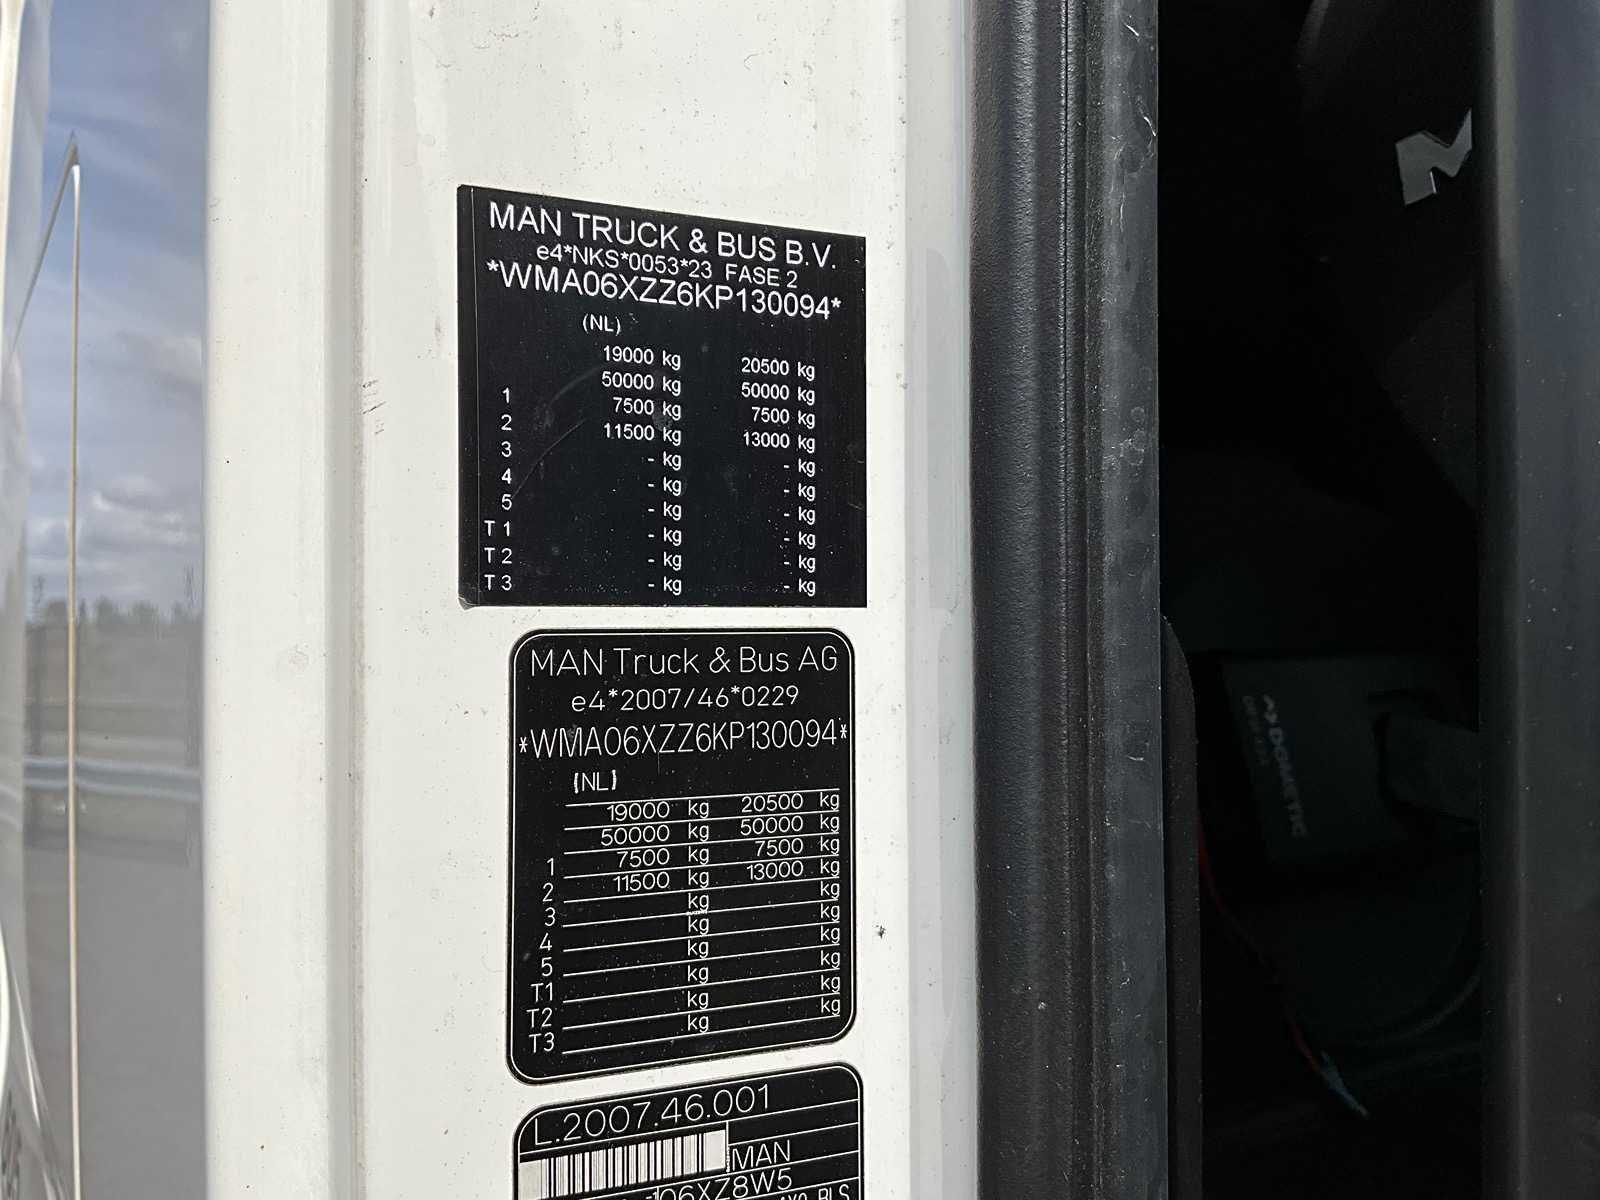 MAN TRUCK & BUS B.V.
e4*NKS*0053*23 FASE 2
*WMA06XZZ6KP130094*
(NL)
19000 kg 20500 kg
50000 kg 50000 kg
1 7500 kg 7500 kg
2 11500 kg 13000 kg
3 - kg - kg
4 - kg - kg
5 - kg - kg
T 1 - kg - kg
T 2 - kg - kg
T 3 - kg - kg
MAN Truck & Bus AG
e4*2007/46*0229
*WMA06XZZ6KP130094*
(NL)
19000 kg 20500 kg
50000 kg 50000 kg
1 7500 kg 7500 kg
2 11500 kg 13000 kg
3 kg kg
4 kg kg
5 kg kg
T1 kg kg
T2 kg kg
T3 kg kg
L.2007.46.001
MAN
06XZ8W5
BLS